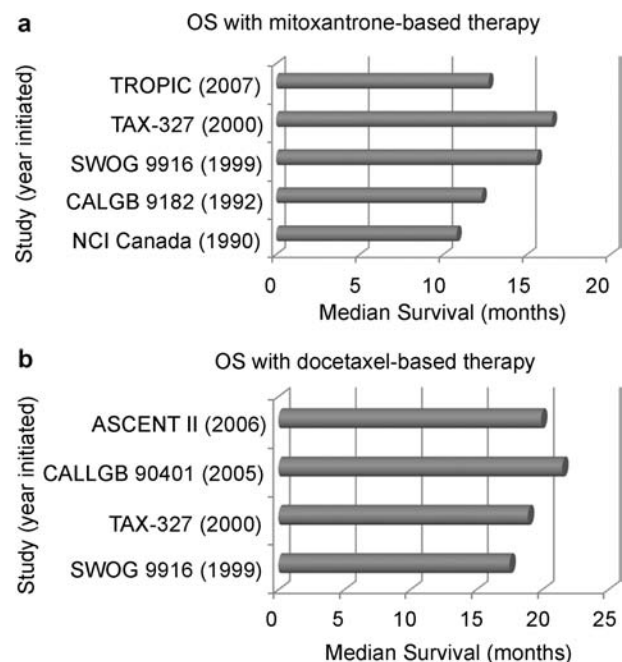 a
OS with mitoxantrone-based therapy
Study (year initiated)
TROPIC (2007)
TAX-327 (2000)
SWOG 9916 (1999)
CALGB 9182 (1992)
NCI Canada (1990)
0 5 10 15 20
Median Survival (months)
b
OS with docetaxel-based therapy
Study (year initiated)
ASCENT II (2006)
CALLGB 90401 (2005)
TAX-327 (2000)
SWOG 9916 (1999)
0 5 10 15 20 25
Median Survival (months)